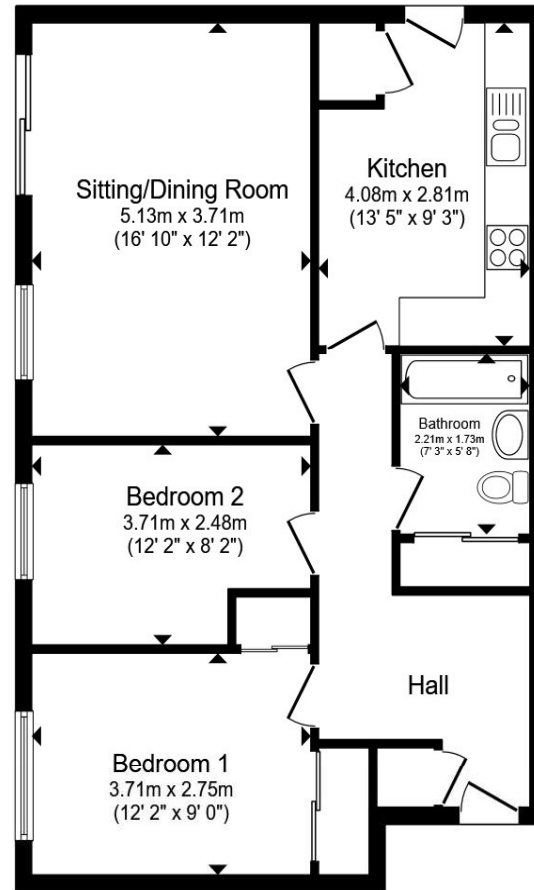 Sitting/Dining Room
5.13m x 3.71m
(16' 10" x 12' 2")
Kitchen
4.08m x 2.81m
(13' 5" x 9' 3")
Bathroom
2.21m x 1.73m
(7' 3" x 5' 8")
Bedroom 2
3.71m x 2.48m
(12' 2" x 8' 2")
Hall
Bedroom 1
3.71m x 2.75m
(12' 2" x 9' 0")